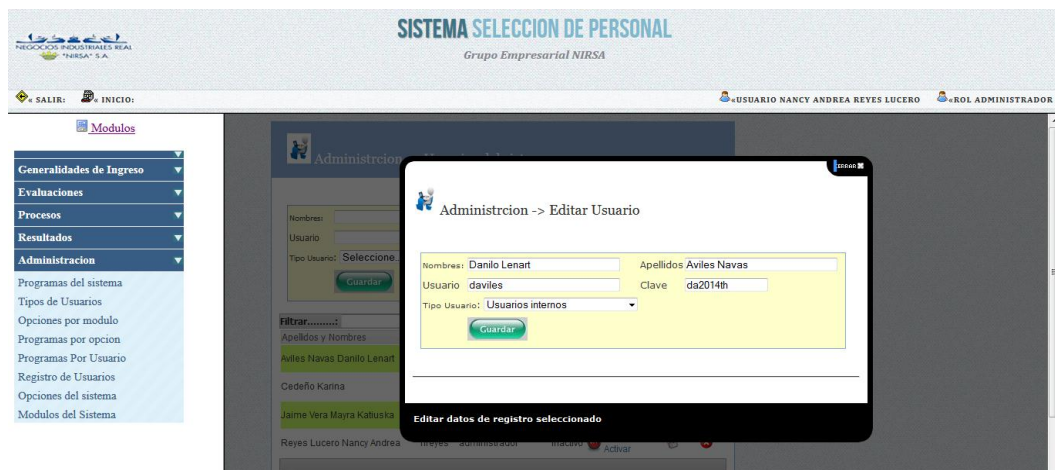 NEGOCIOS INDUSTRIALES REAL
"NIRSA" S.A.
SISTEMA SELECCION DE PERSONAL
Grupo Empresarial NIRSA
« SALIR: « INICIO:
«USUARIO NANCY ANDREA REYES LUCERO «ROL ADMINISTRADOR
Modulos
Generalidades de Ingreso
Evaluaciones
Procesos
Resultados
Administracion
Programas del sistema
Tipos de Usuarios
Opciones por modulo
Programas por opcion
Programas Por Usuario
Registro de Usuarios
Opciones del sistema
Modulos del Sistema
Administrcion
Nombres:
Usuario
Tipo Usuario: Seleccione..
Guardar
Filtrar.........:
Apellidos y Nombres
Aviles Navas Danilo Lenart
Cedeño Karina
Jaime Vera Mayra Katiuska
Reyes Lucero Nancy Andrea nreyes administrador Inactivo Activar
Administrcion -> Editar Usuario
Nombres: Danilo Lenart Apellidos Aviles Navas
Usuario daviles Clave da2014th
Tipo Usuario: Usuarios internos
Guardar
Editar datos de registro seleccionado